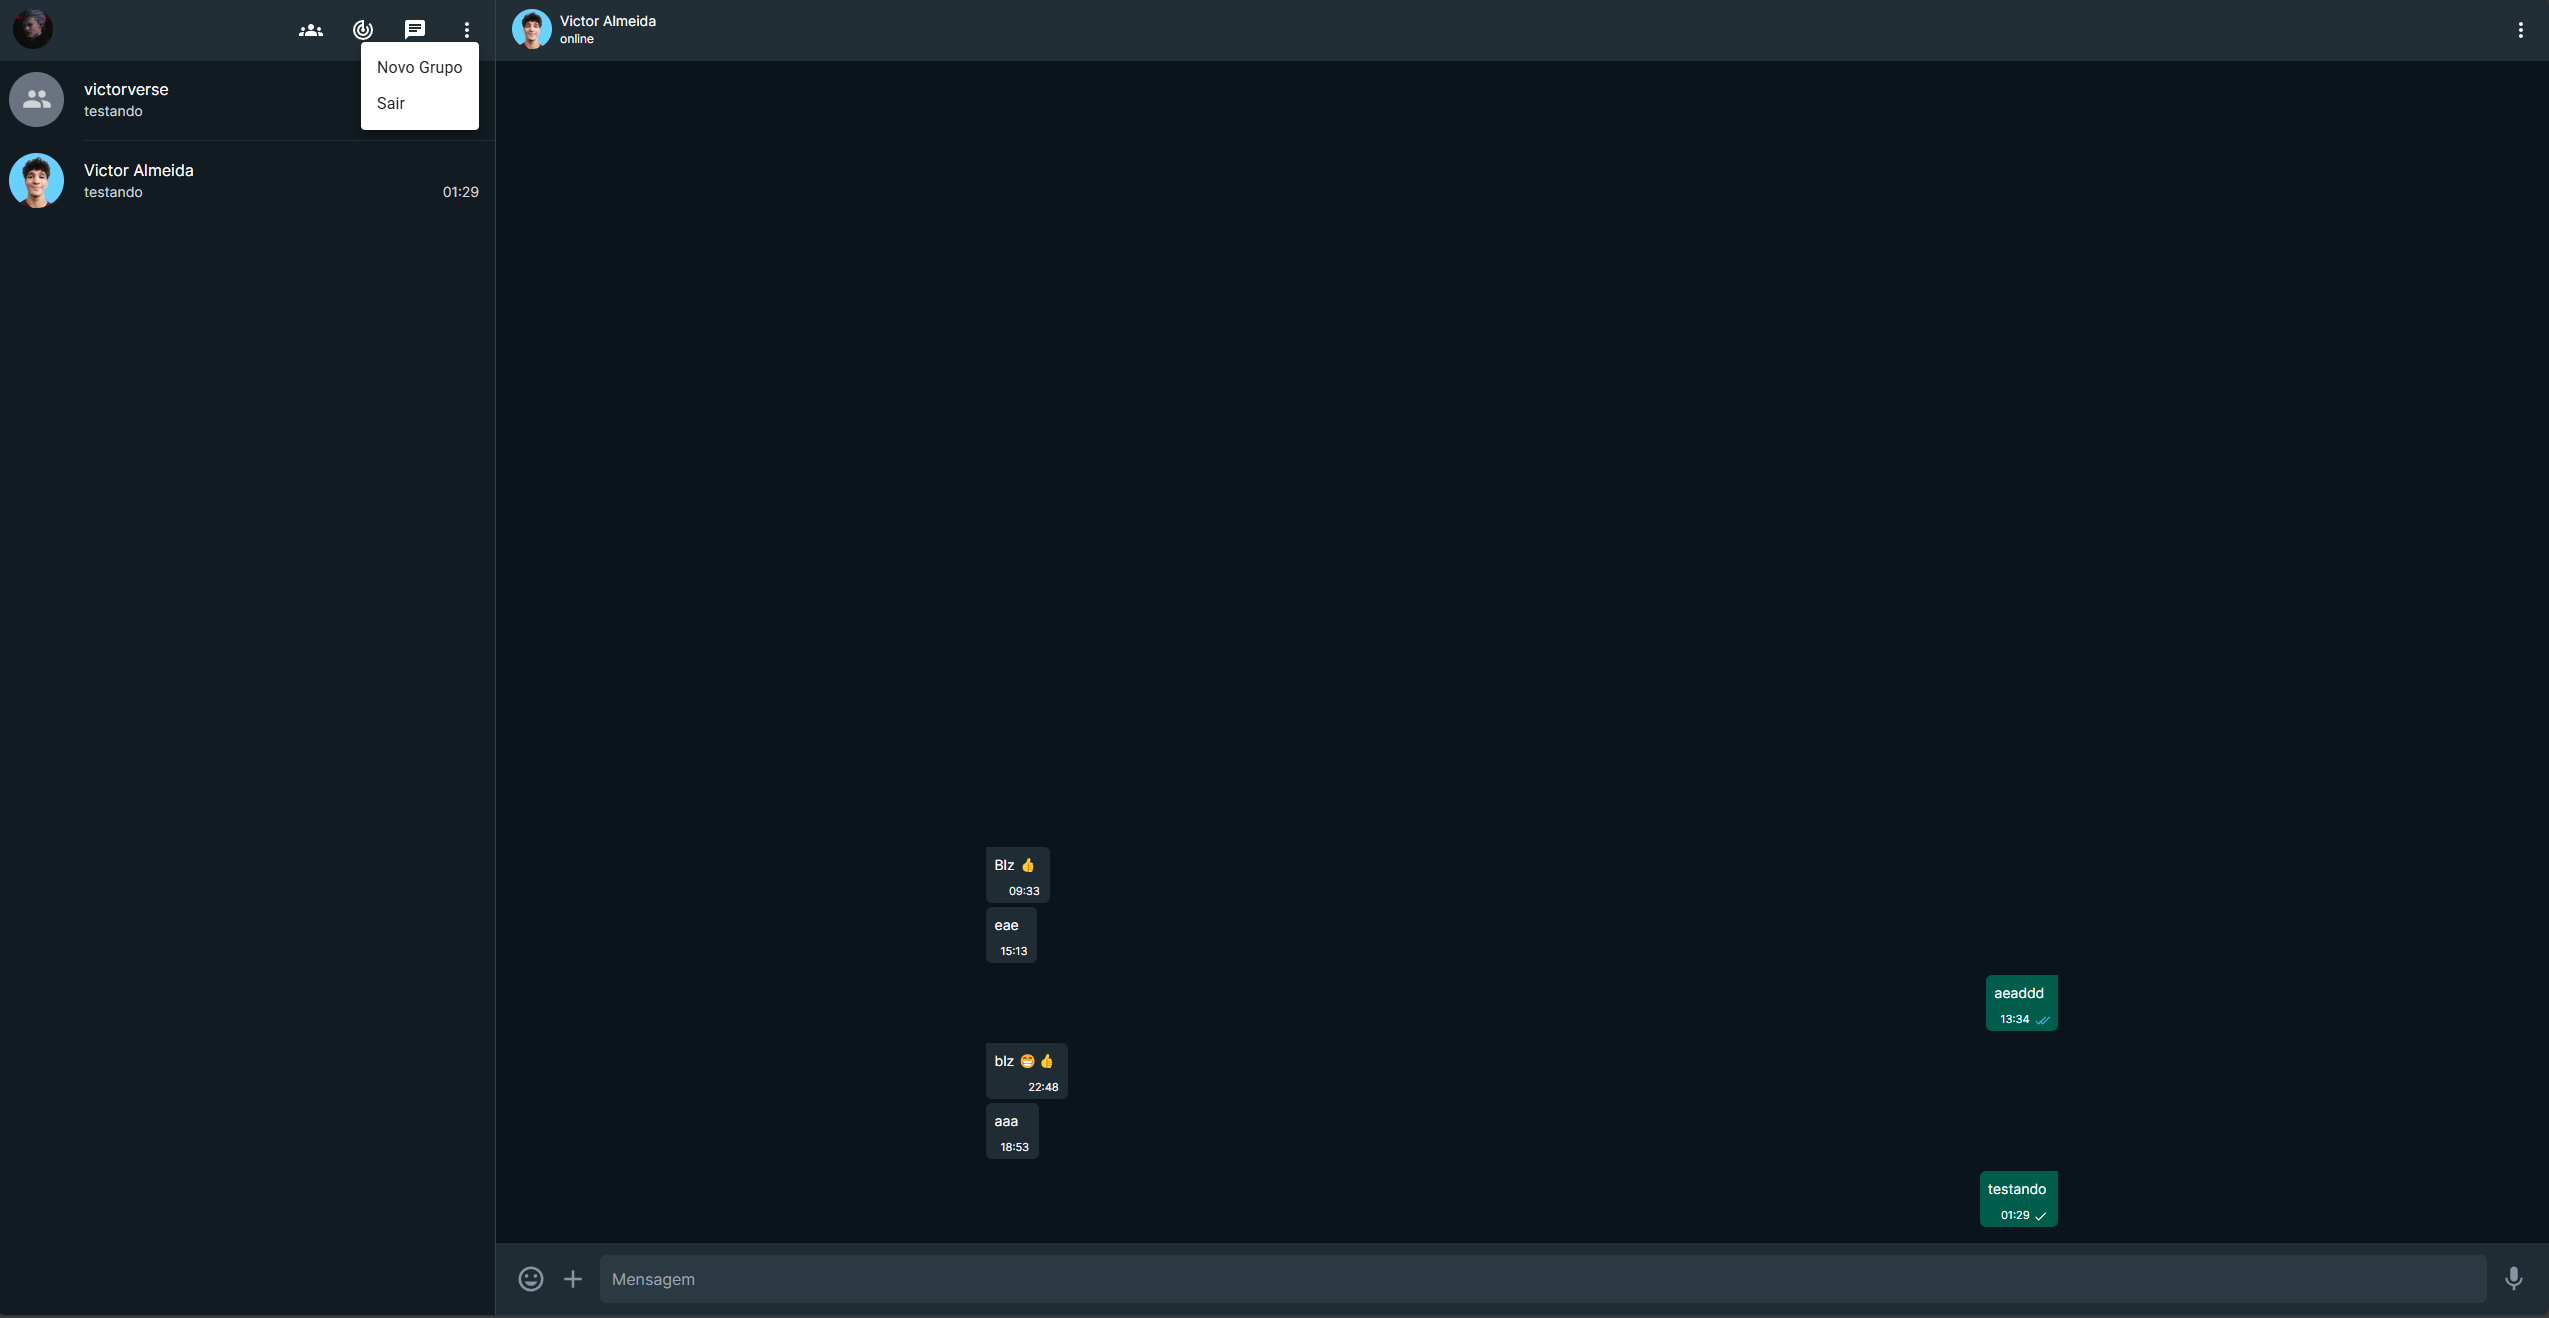 Novo Grupo
Sair
victorverse
testando
Victor Almeida
testando
01:29
Victor Almeida
online
Blz 👍
09:33
eae
15:13
aeaddd
13:34
blz 😁👍
22:48
aaa
18:53
testando
01:29
Mensagem